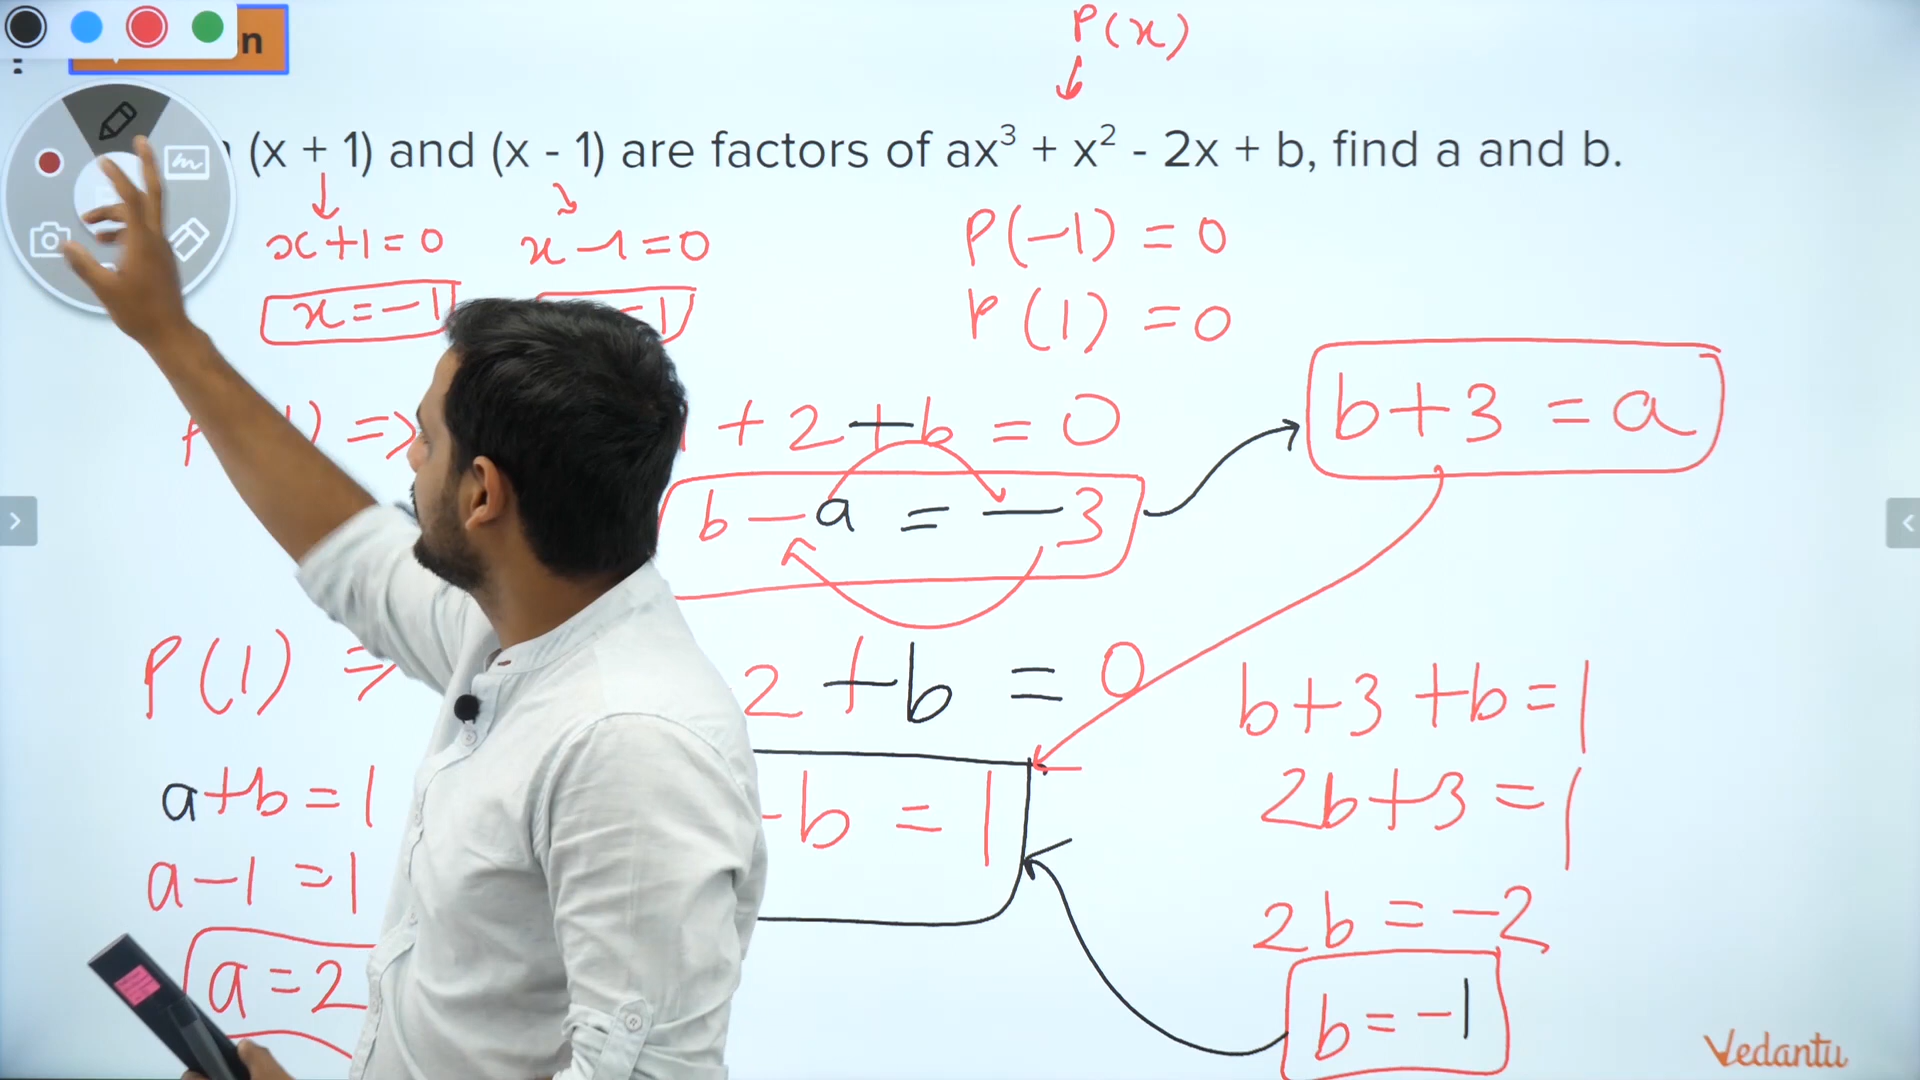 n
P(x)
(x + 1) and (x - 1) are factors of ax³ + x² - 2x + b, find a and b.
x+1=0
x-1=0
P(-1) = 0
x=-1
=1
P(1) = 0
=>
+2+b = 0
b+3 = a
b-a = -3
P(1) =>
2+b = 0
b+3+b=1
a+b=1
-b = 1
2b+3=1
a-1=1
2b=-2
a=2
b=-1
Vedantu